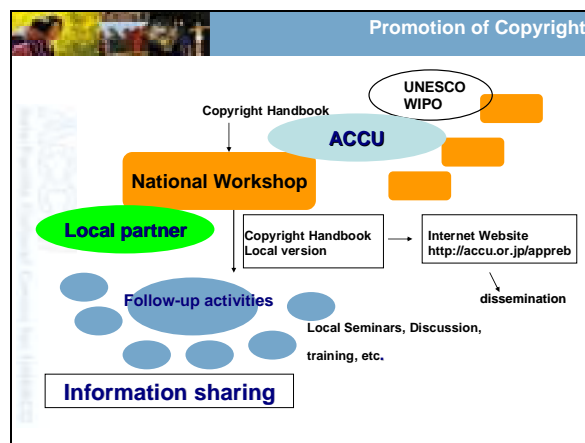 Promotion of Copyright
UNESCO
WIPO
Copyright Handbook
ACCU
National Workshop
Local partner
Copyright Handbook
Local version
Internet Website
http://accu.or.jp/appreb
dissemination
Follow-up activities
Local Seminars, Discussion,
training, etc.
Information sharing